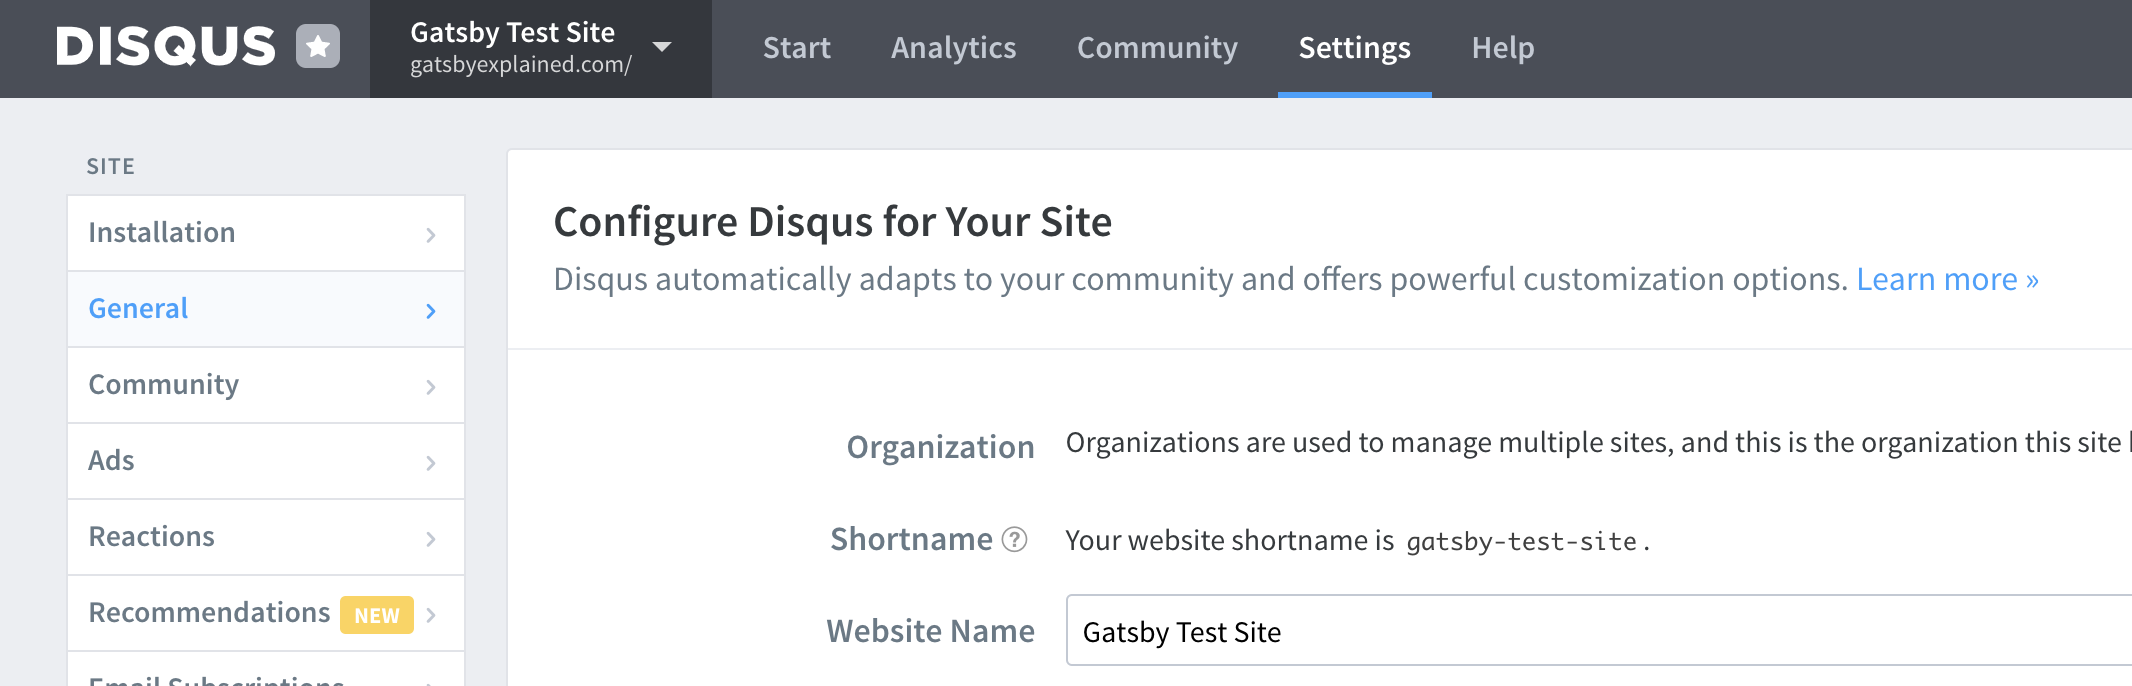 DISQUS
Gatsby Test Site
gatsbyexplained.com/
Start
Analytics
Community
Settings
Help
SITE
Installation
General
Community
Ads
Reactions
Recommendations NEW
Email Subscriptions
Configure Disqus for Your Site
Disqus automatically adapts to your community and offers powerful customization options. Learn more »
Organization
Organizations are used to manage multiple sites, and this is the organization this site
Shortname ?
Your website shortname is gatsby-test-site.
Website Name
Gatsby Test Site